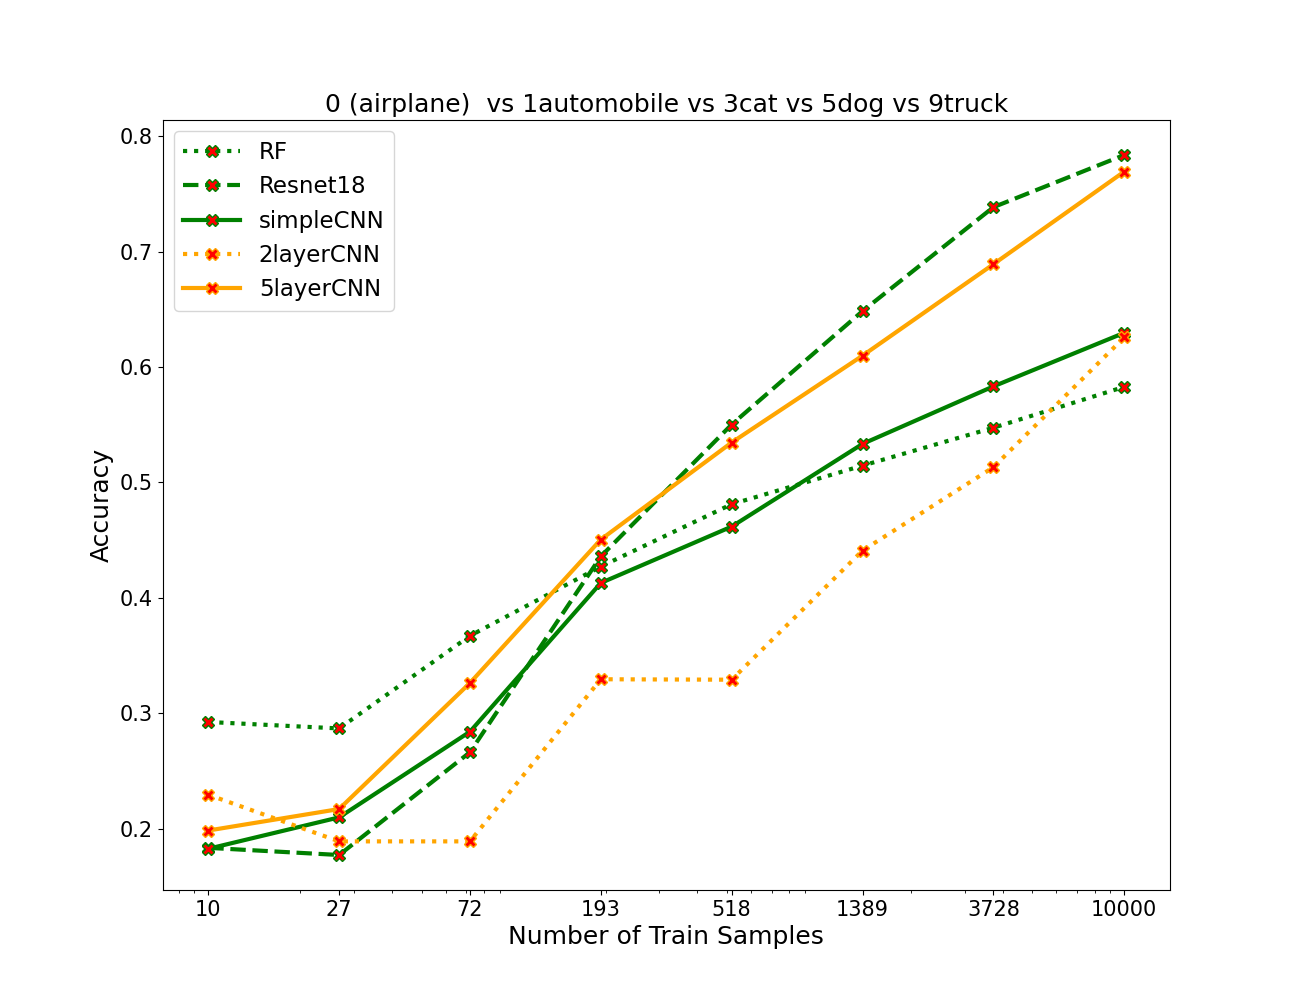 0 (airplane)  vs 1automobile vs 3cat vs 5dog vs 9truck
RF
Resnet18
simpleCNN
2layerCNN
5layerCNN
Accuracy
0.8
0.7
0.6
0.5
0.4
0.3
0.2
10 27 72 193 518 1389 3728 10000
Number of Train Samples